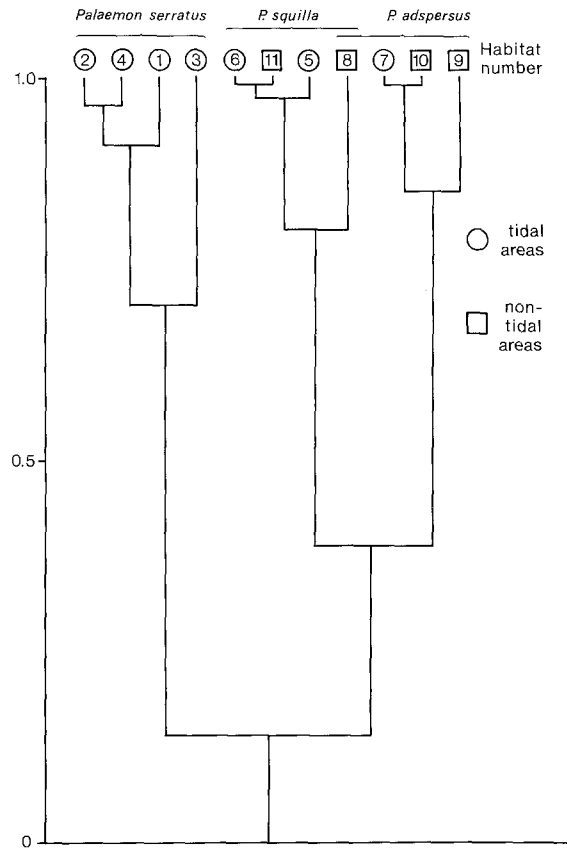 Palaemon serratus P. squilla P. adspersus
2 4 1 3 6 11 5 8 7 10 9 Habitat
number
1.0
tidal
areas
non-
tidal
areas
0.5
0